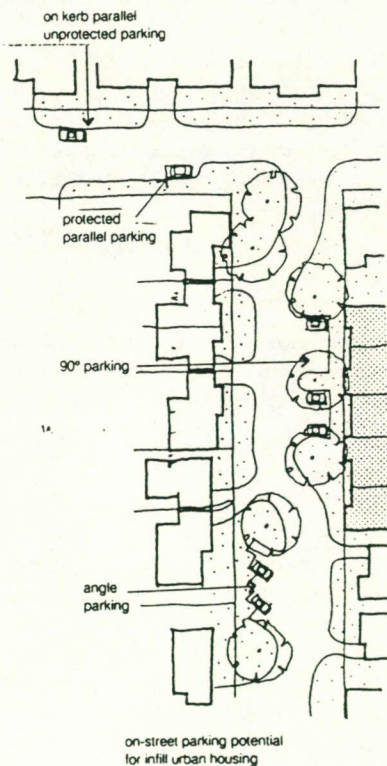 on kerb parallel
unprotected parking
protected
parallel parking
90° parking
angle
parking
on-street parking potential
for infill urban housing